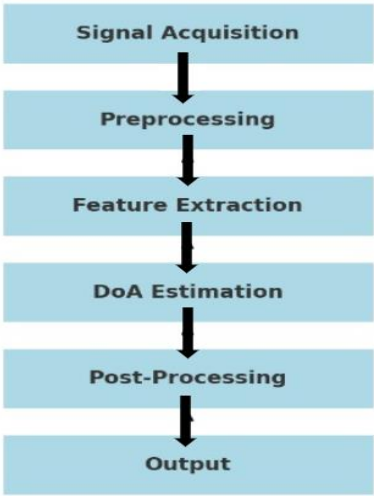 Signal Acquisition
Preprocessing
Feature Extraction
DoA Estimation
Post-Processing
Output